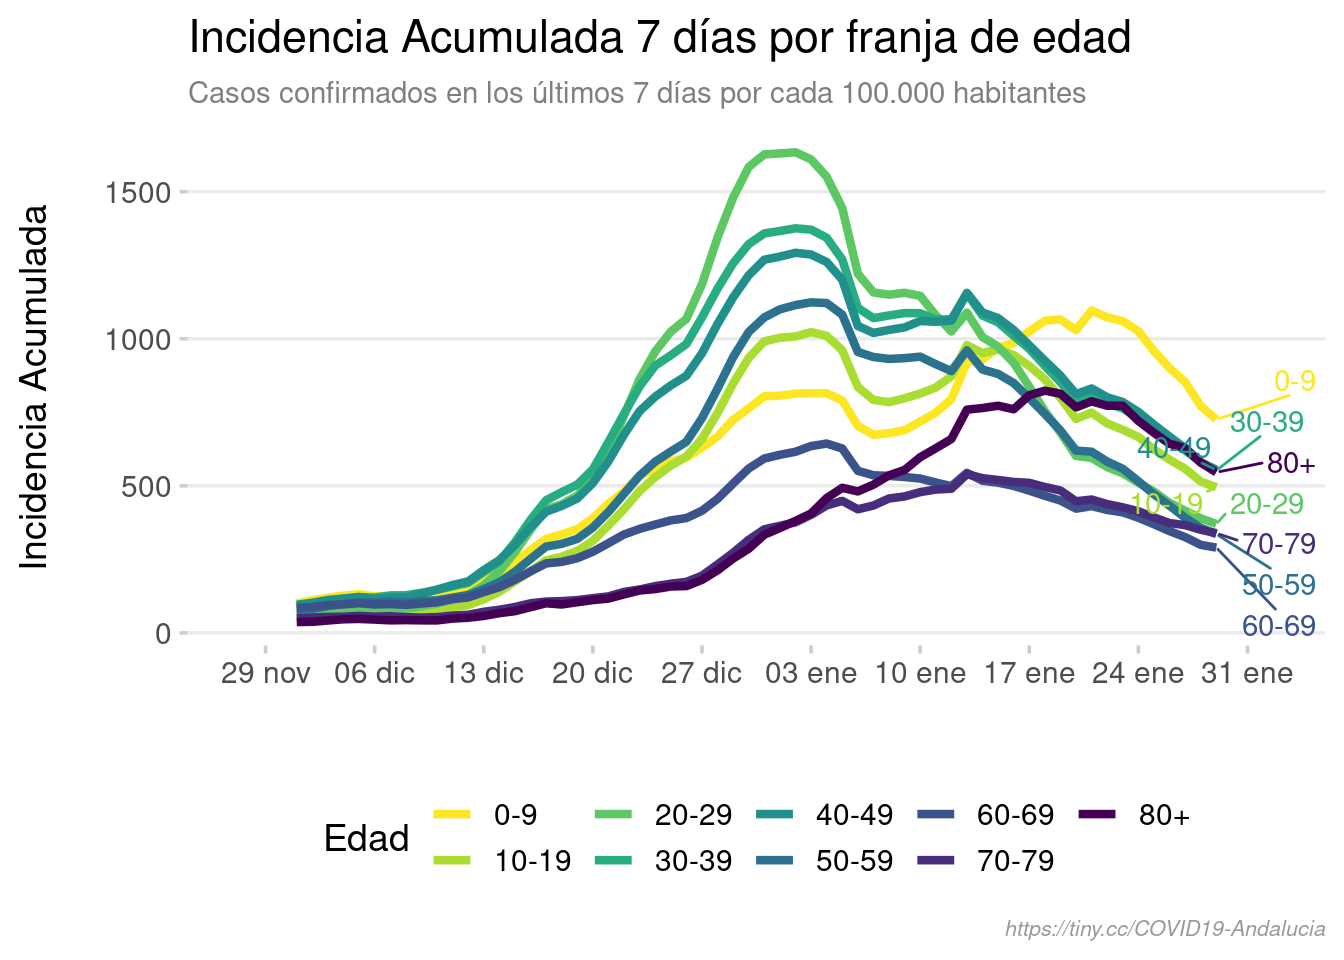 Incidencia Acumulada 7 días por franja de edad
Casos confirmados en los últimos 7 días por cada 100.000 habitantes
Incidencia Acumulada
1500
1000
500
0
0-9
30-39
40-49
80+
10-19
20-29
70-79
50-59
60-69
29 nov 06 dic 13 dic 20 dic 27 dic 03 ene 10 ene 17 ene 24 ene 31 ene
Edad
0-9 20-29 40-49 60-69 80+
10-19 30-39 50-59 70-79
https://tiny.cc/COVID19-Andalucia